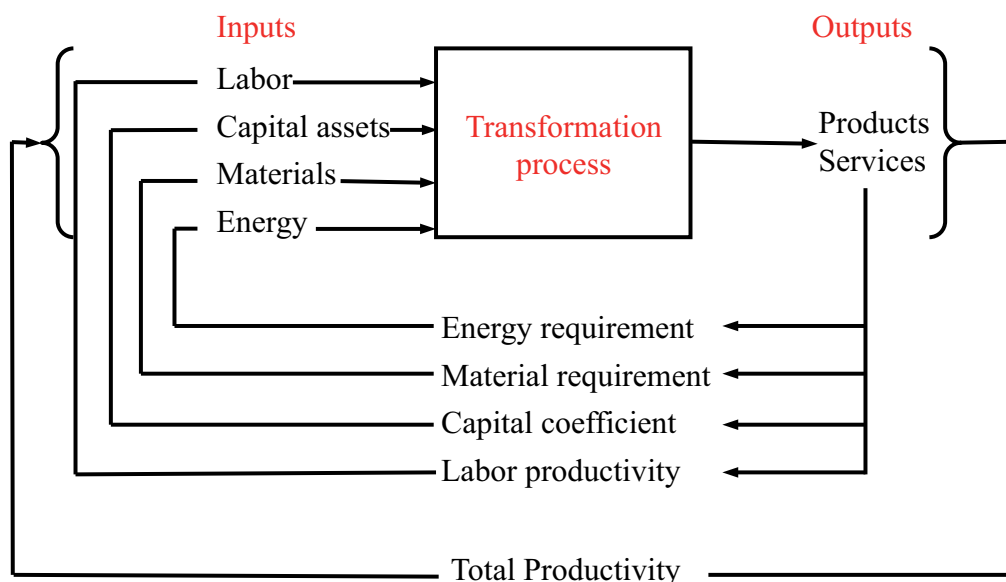 Inputs
Outputs
Labor
Capital assets
Materials
Energy
Transformation
process
Products
Services
Energy requirement
Material requirement
Capital coefficient
Labor productivity
Total Productivity